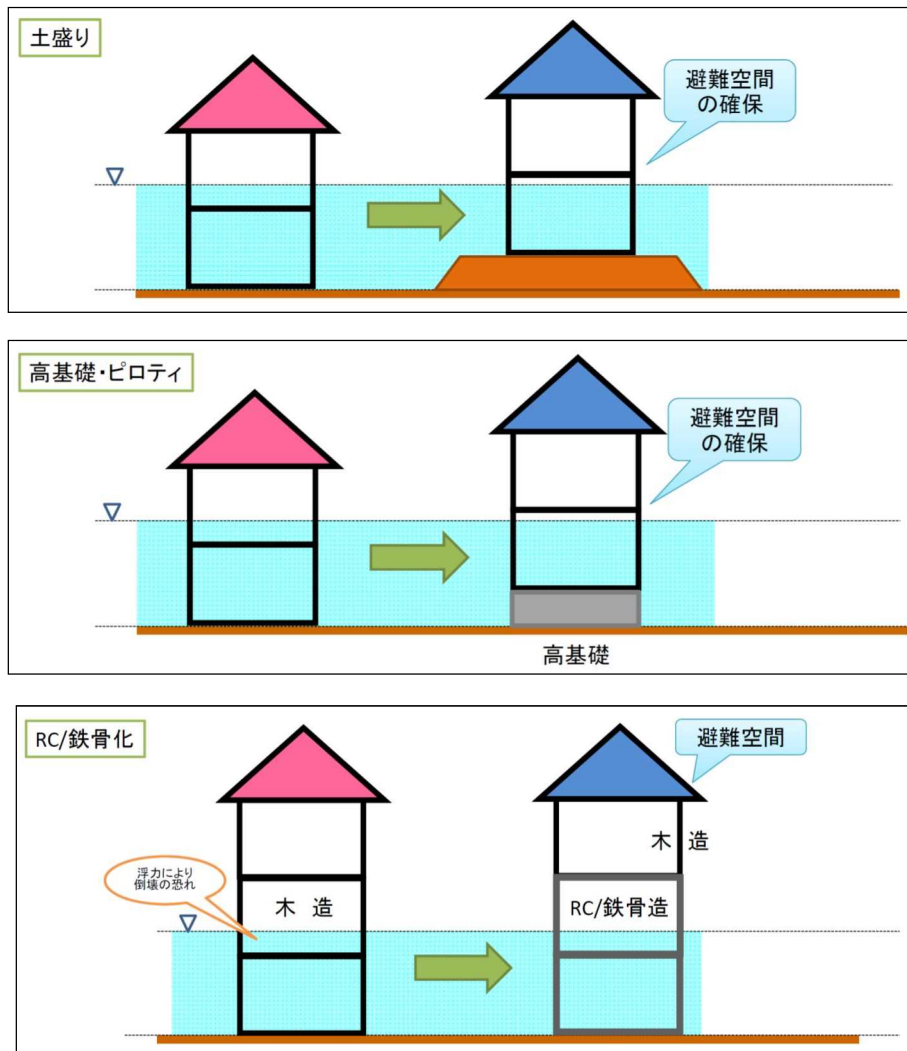 土盛り
避難空間
の確保
高基礎・ピロティ
避難空間
の確保
高基礎
RC/鉄骨化
避難空間
木 造
浮力により
倒壊の恐れ
木 造
RC/鉄骨造